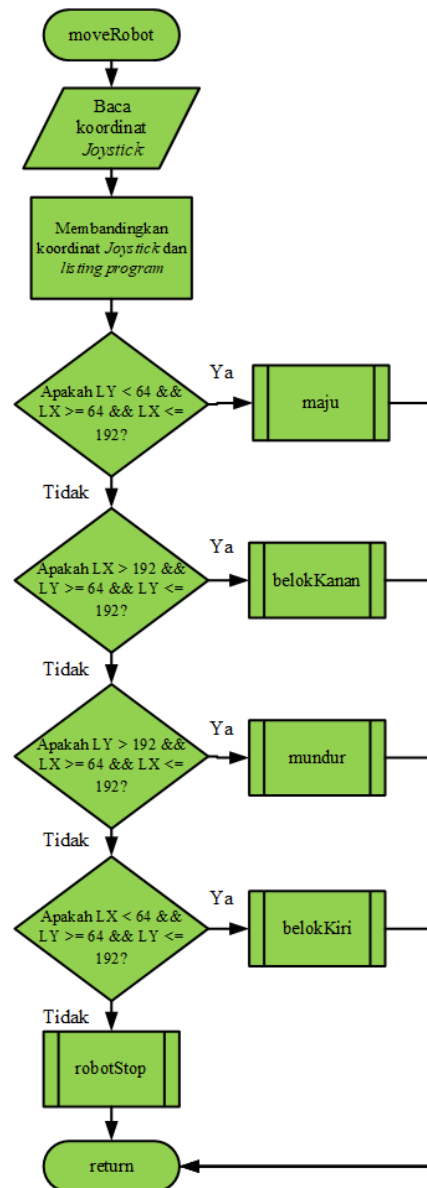 moveRobot
Baca
koordinat
Joystick
Membandingkan
koordinat Joystick dan
listing program
Apakah LY < 64 &&
LX >= 64 && LX <=
192?
Ya
maju
Tidak
Apakah LX > 192 &&
LY >= 64 && LY <=
192?
Ya
belokKanan
Tidak
Apakah LY > 192 &&
LX >= 64 && LX <=
192?
Ya
mundur
Tidak
Apakah LX < 64 &&
LY >= 64 && LY <=
192?
Ya
belokKiri
Tidak
robotStop
return